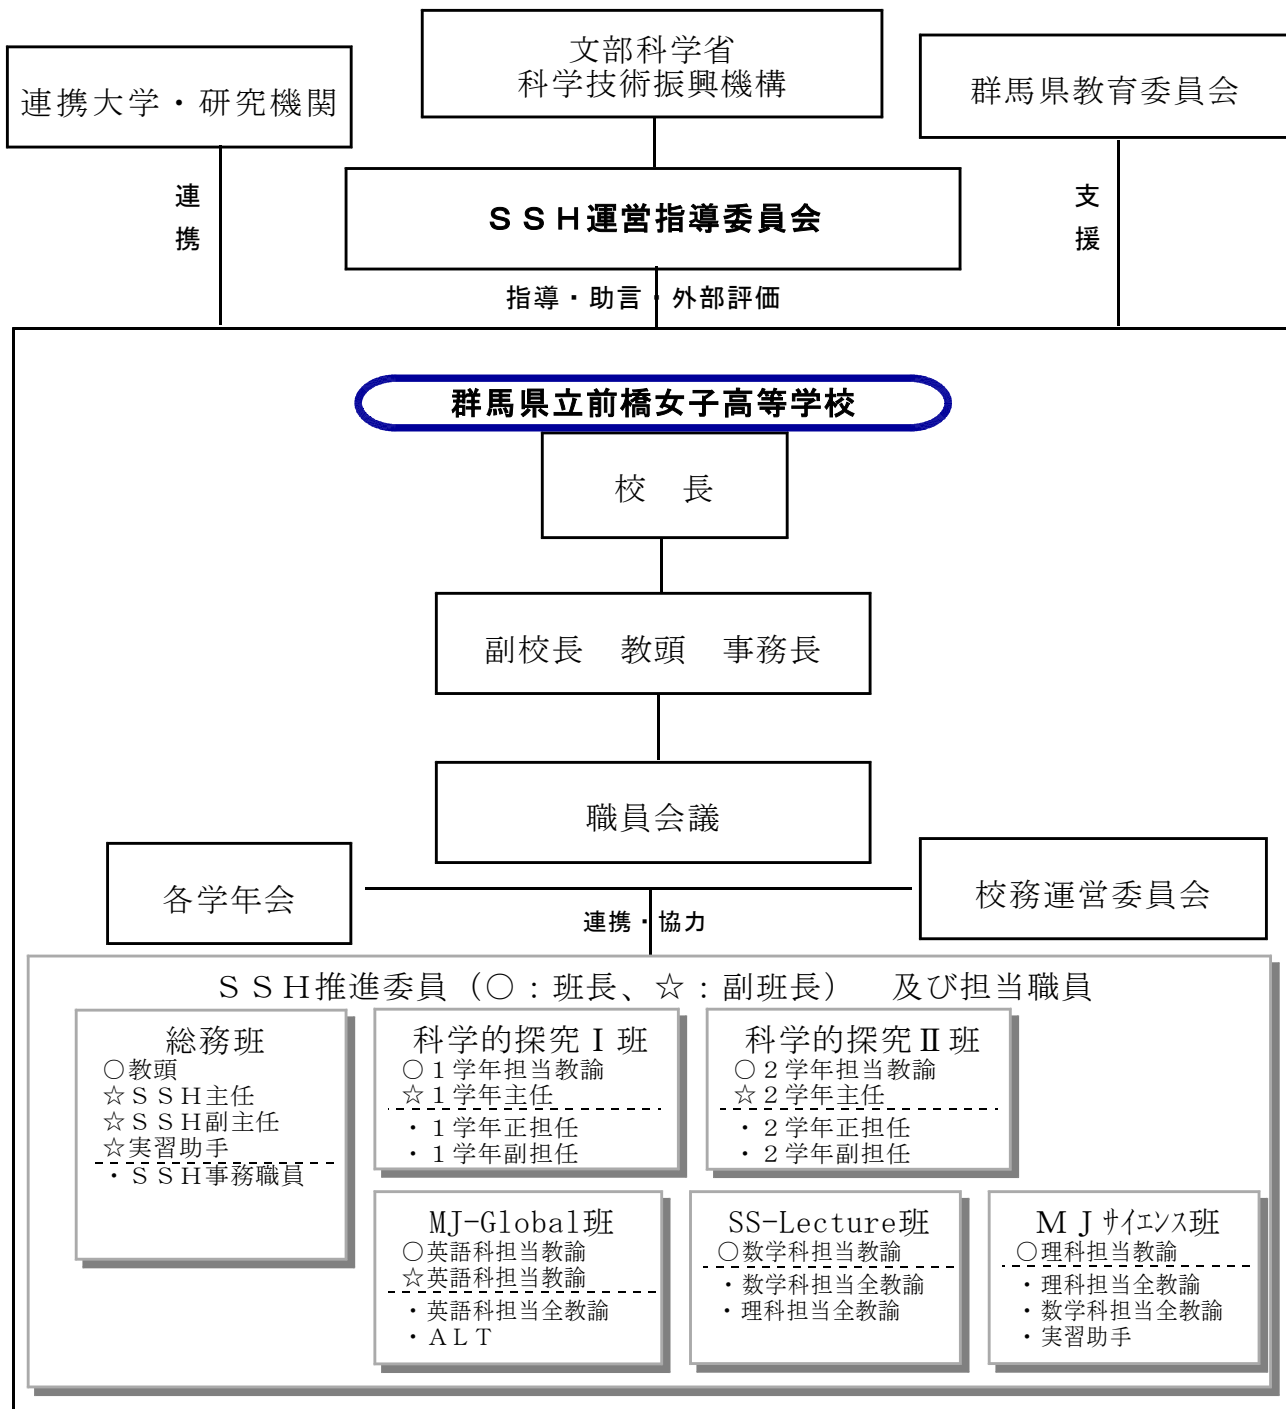 文部科学省
科学技術振興機構
連携大学・研究機関
群馬県教育委員会
連携
ＳＳＨ運営指導委員会
支援
指導・助言・外部評価
群馬県立前橋女子高等学校
校　長
副校長　教頭　事務長
職員会議
各学年会
校務運営委員会
連携・協力
ＳＳＨ推進委員（○：班長、☆：副班長）　及び担当職員
総務班
○教頭
☆ＳＳＨ主任
☆ＳＳＨ副主任
☆実習助手
・ＳＳＨ事務職員
科学的探究Ⅰ班
○１学年担当教諭
☆１学年主任
・１学年正担任
・１学年副担任
科学的探究Ⅱ班
○２学年担当教諭
☆２学年主任
・２学年正担任
・２学年副担任
MJ-Global班
○英語科担当教諭
☆英語科担当教諭
・英語科担当全教諭
・ＡＬＴ
SS-Lecture班
○数学科担当教諭
・数学科担当全教諭
・理科担当全教諭
ＭＪｻｲｴﾝｽ班
○理科担当教諭
・理科担当全教諭
・数学科担当全教諭
・実習助手